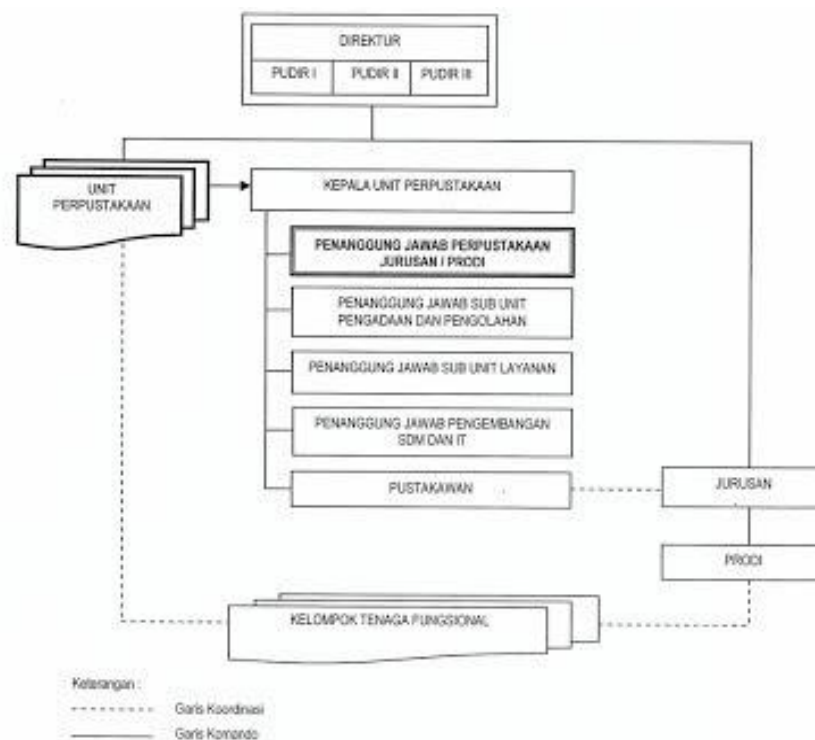 DIREKTUR
PUDIR I
PUDIR II
PUDIR III
UNIT
PERPUSTAKAAN
KEPALA UNIT PERPUSTAKAAN
PENANGGUNG JAWAB PERPUSTAKAAN
JURUSAN / PRODI
PENANGGUNG JAWAB SUB UNIT
PENGADAAN DAN PENGOLAHAN
PENANGGUNG JAWAB SUB UNIT LAYANAN
PENANGGUNG JAWAB PENGEMBANGAN
SDM DAN IT
PUSTAKAWAN
JURUSAN
PRODI
KELOMPOK TENAGA FUNGSIONAL
Keterangan :
Garis Koordinasi
Garis Komando